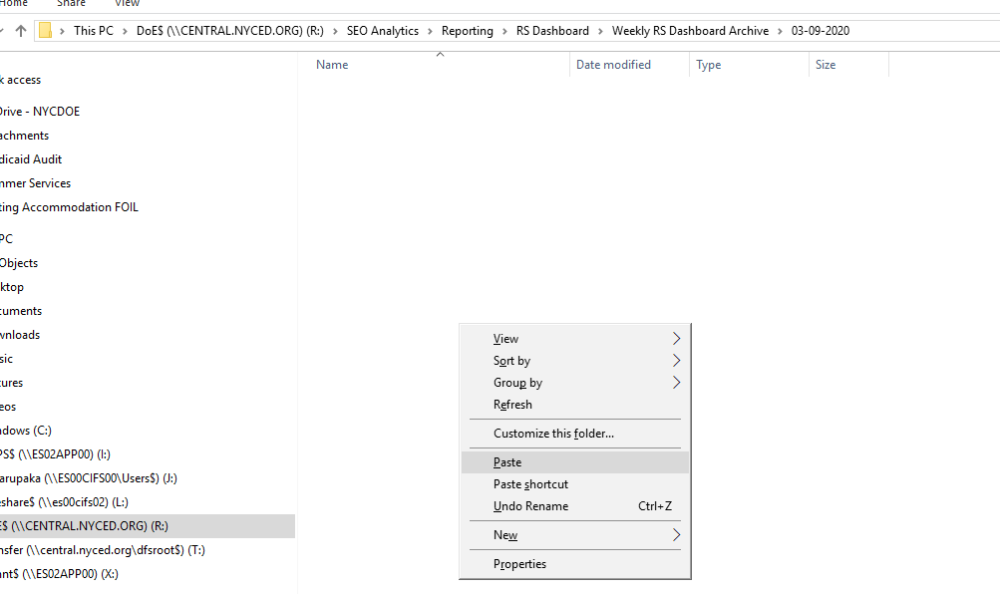 Home Share View
This PC > DoE$ (\\CENTRAL.NYCED.ORG) (R:) > SEO Analytics > Reporting > RS Dashboard > Weekly RS Dashboard Archive > 03-09-2020
Name Date modified Type Size
k access
Drive - NYCDOE
achments
dicaid Audit
mmer Services
ting Accommodation FOIL
PC
Objects
ktop
cuments
wnloads
sic
tures
eos
ndows (C:)
PS$ (\\ES02APP00) (I:)
arupaka (\\ES00CIFS00\Users$) (J:)
eshare$ (\\es00cifs02) (L:)
E$ (\\CENTRAL.NYCED.ORG) (R:)
nsfer (\\central.nyced.org\dfsroot$) (T:)
ant$ (\\ES02APP00) (X:)
View
Sort by
Group by
Refresh
Customize this folder...
Paste
Paste shortcut
Undo Rename Ctrl+Z
New
Properties